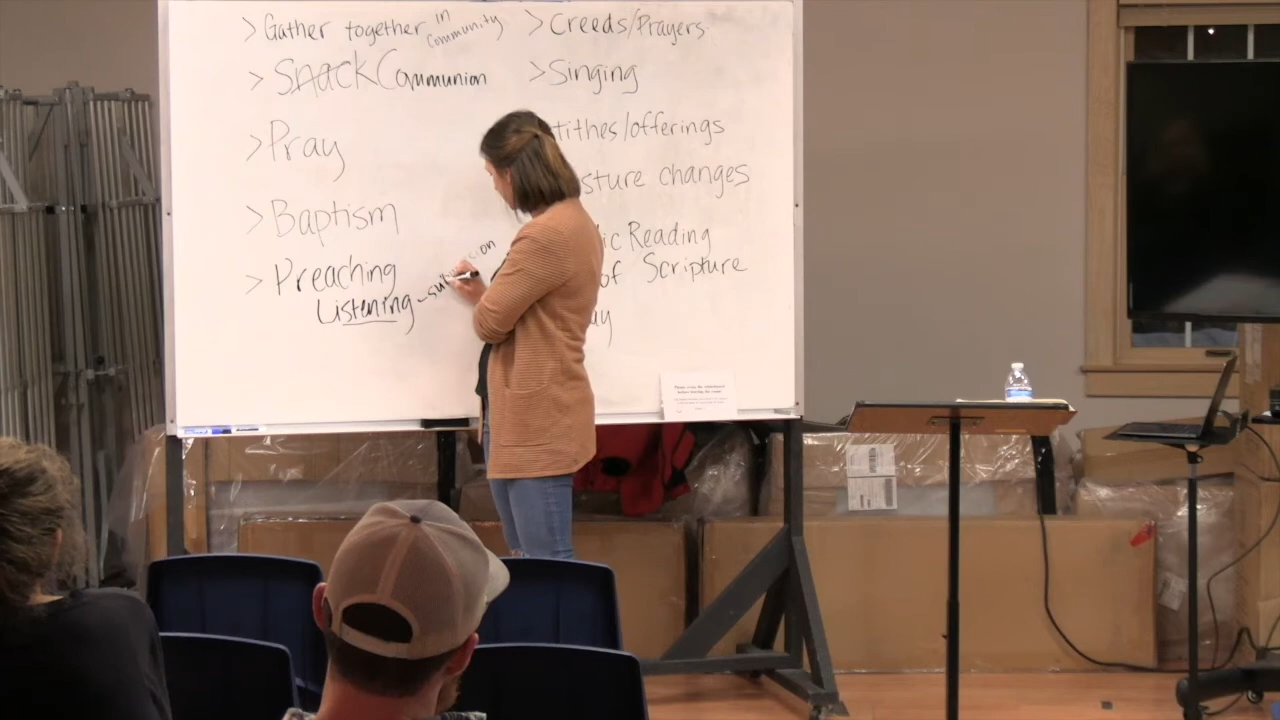 > Gather together in community
> Snack Communion
> Pray
> Baptism
> Preaching
Listening -
> Creeds/Prayers
> Singing
tithes/offerings
sture changes
ic Reading
of Scripture
ay